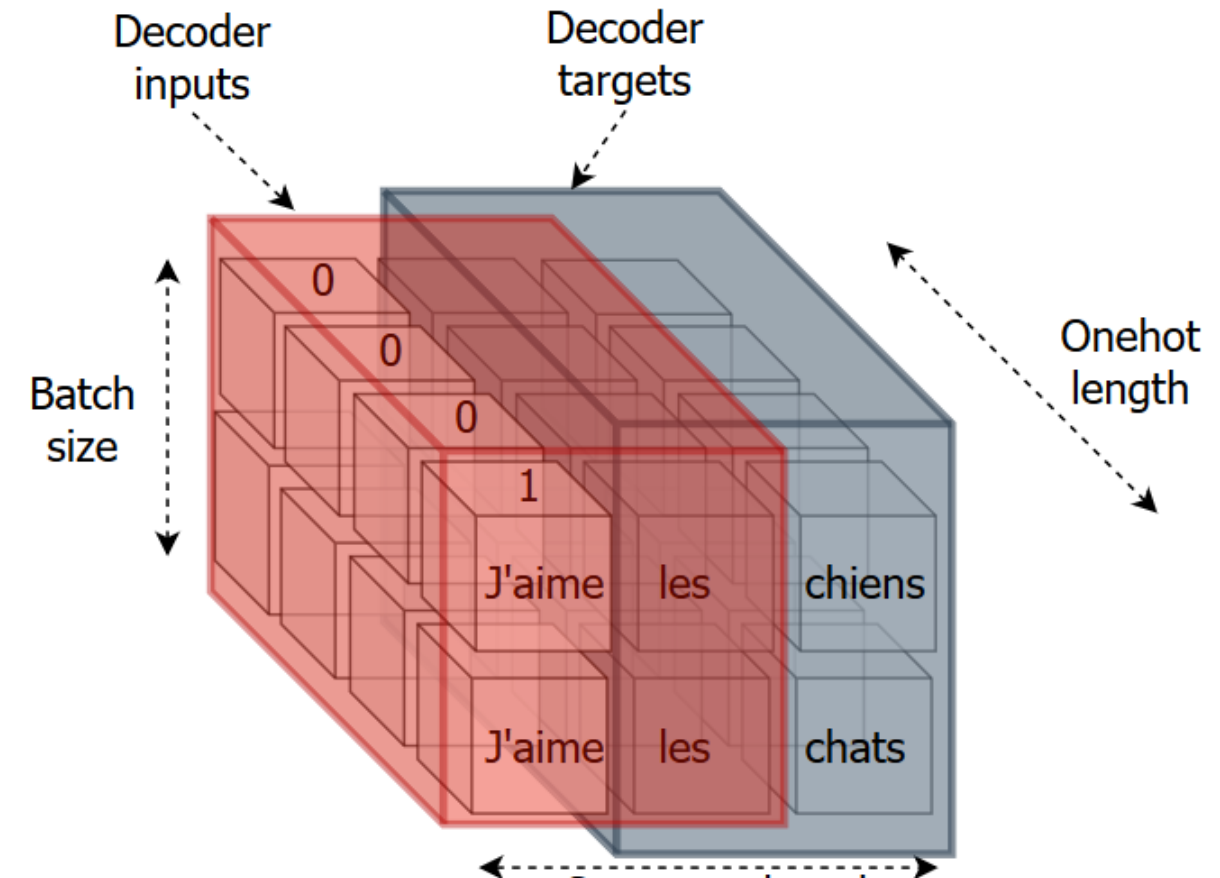 Decoder
inputs
Decoder
targets
0
0
0
1
Batch
size
Onehot
length
J'aime les chiens
J'aime les chats